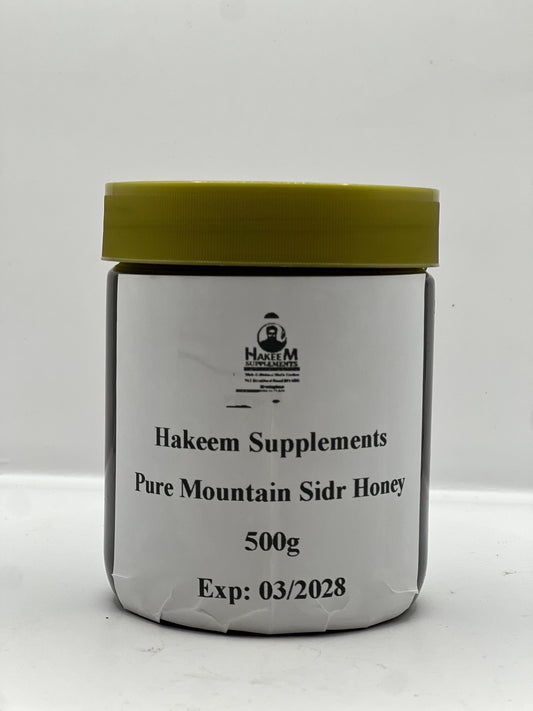 HAKEEM
SUPPLEMENTS
Hakeem Supplements
Pure Mountain Sidr Honey
500g
Exp: 03/2028